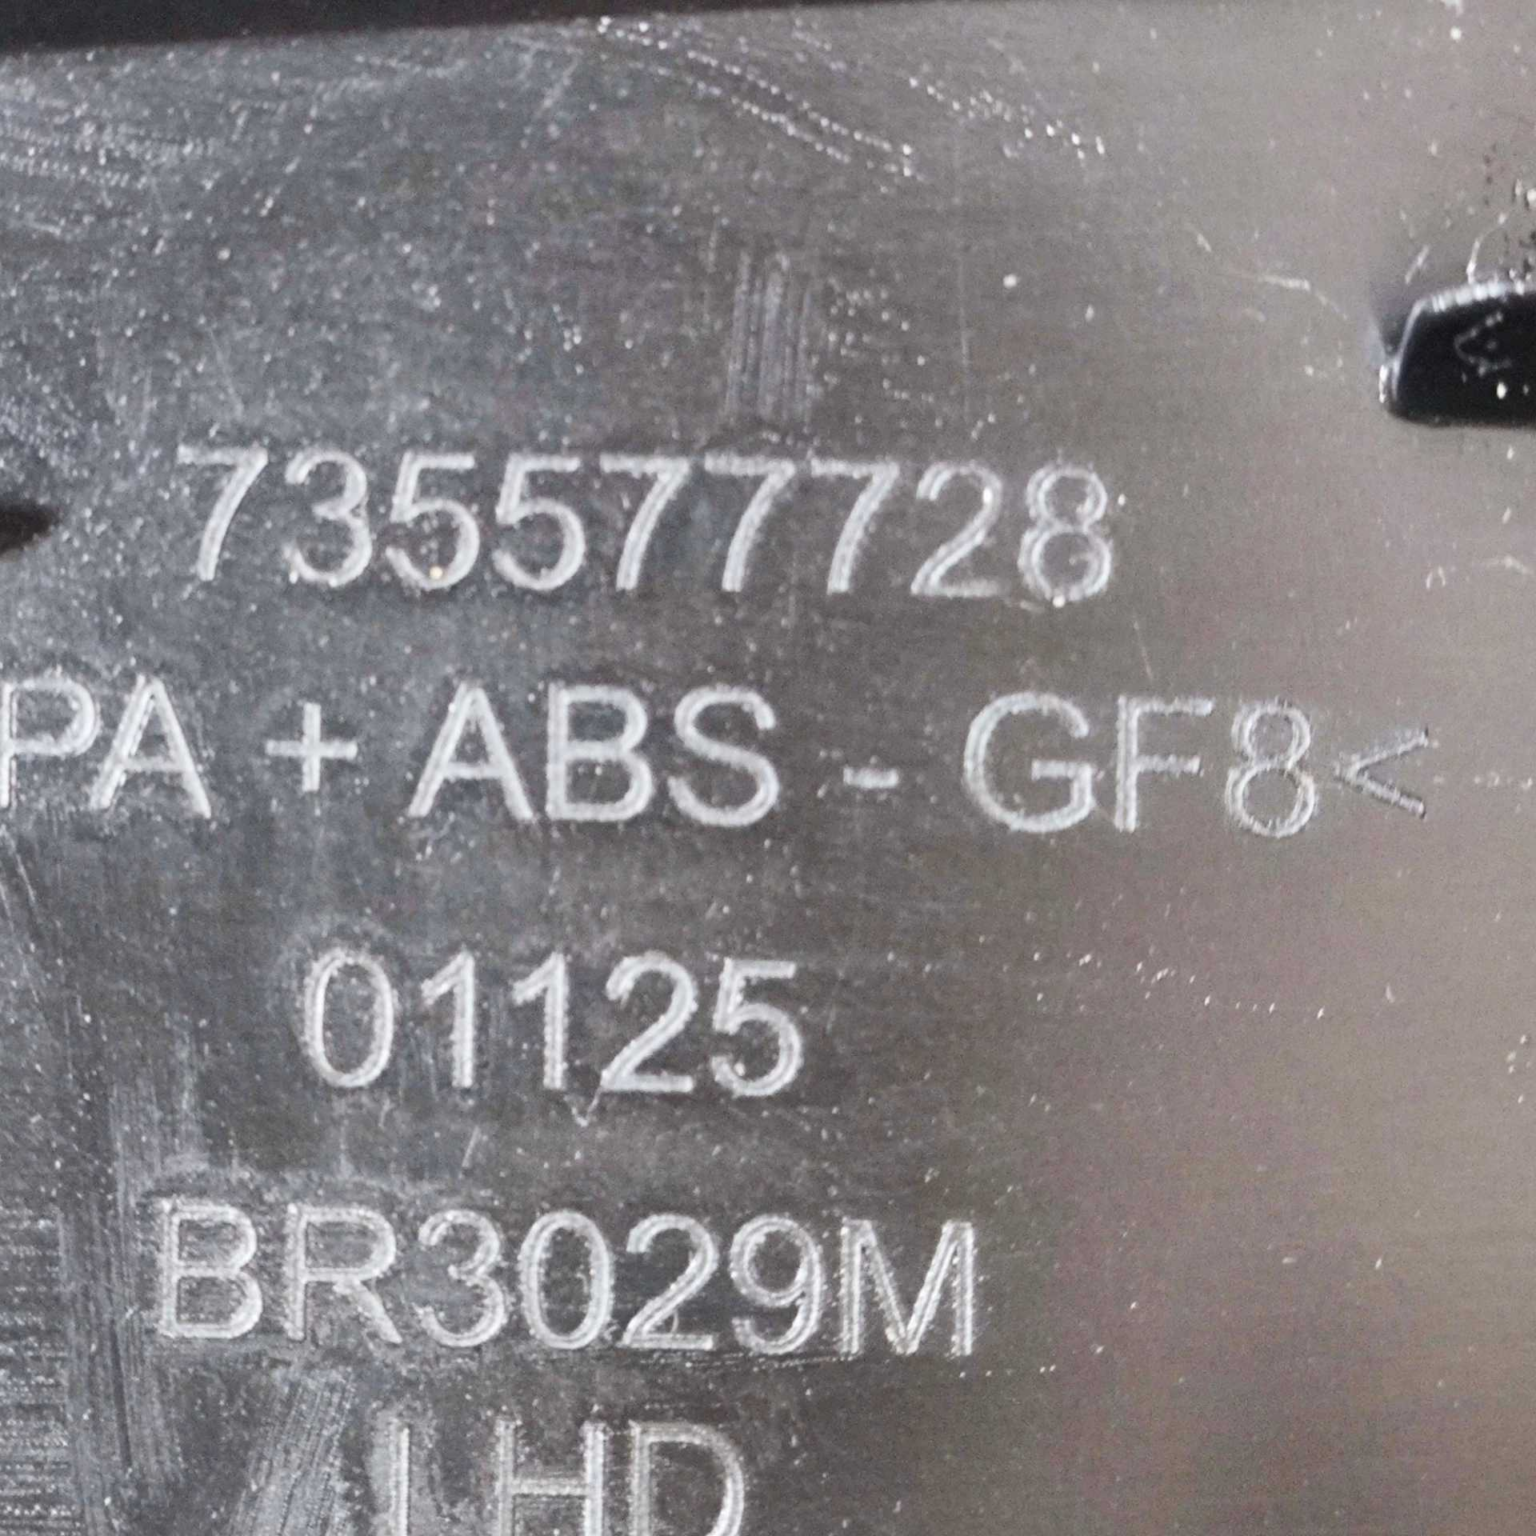 735577728
PA + ABS - GF8<
01125
BR3029M
LHD